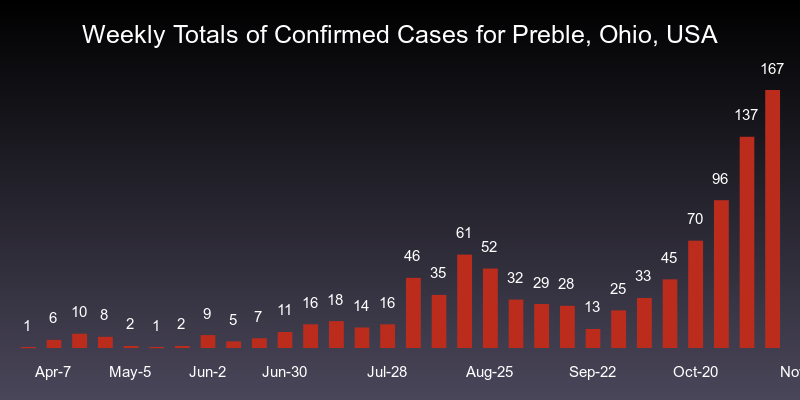 Weekly Totals of Confirmed Cases for Preble, Ohio, USA
1 6 10 8 2 1 2 9 5 7 11 16 18 14 16 46 35 61 52 32 29 28 13 25 33 45 70 96 137 167
Apr-7 May-5 Jun-2 Jun-30 Jul-28 Aug-25 Sep-22 Oct-20 No